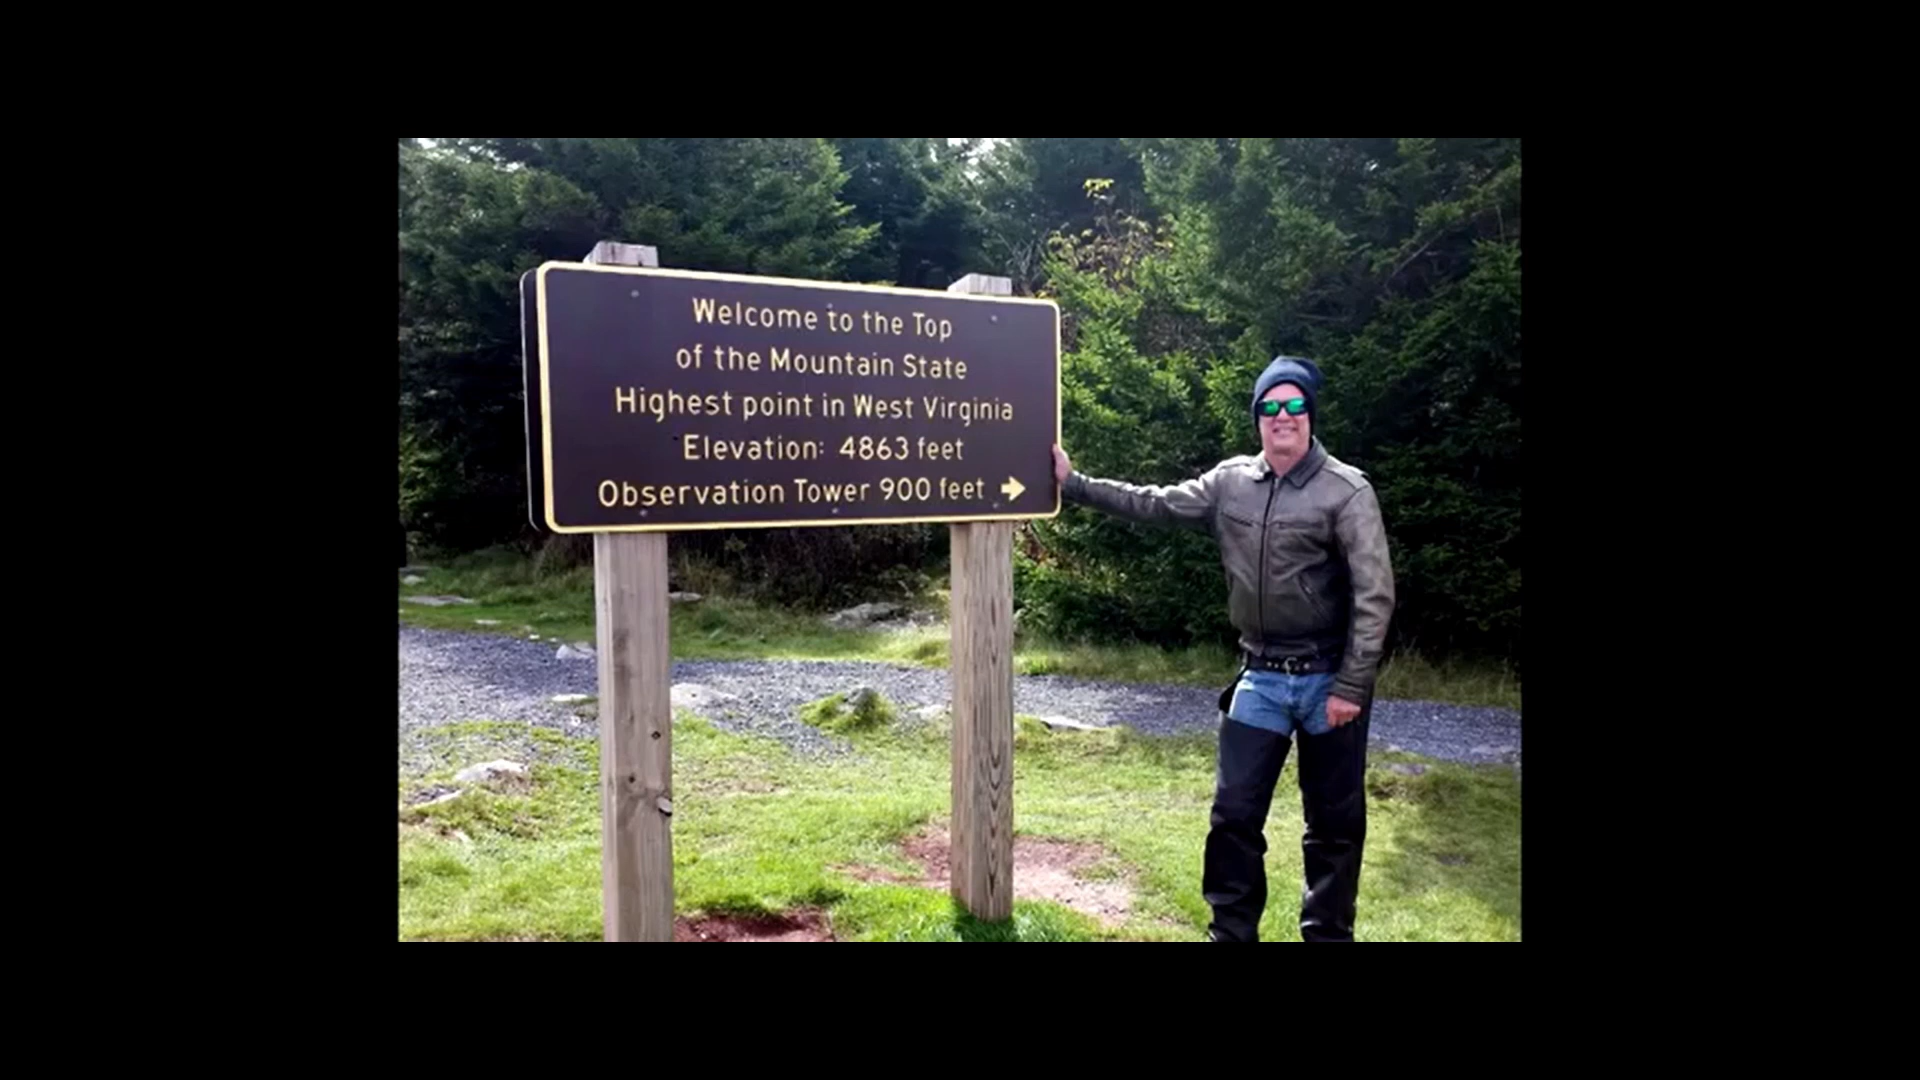 Welcome to the Top
of the Mountain State
Highest point in West Virginia
Elevation: 4863 feet
Observation Tower 900 feet →